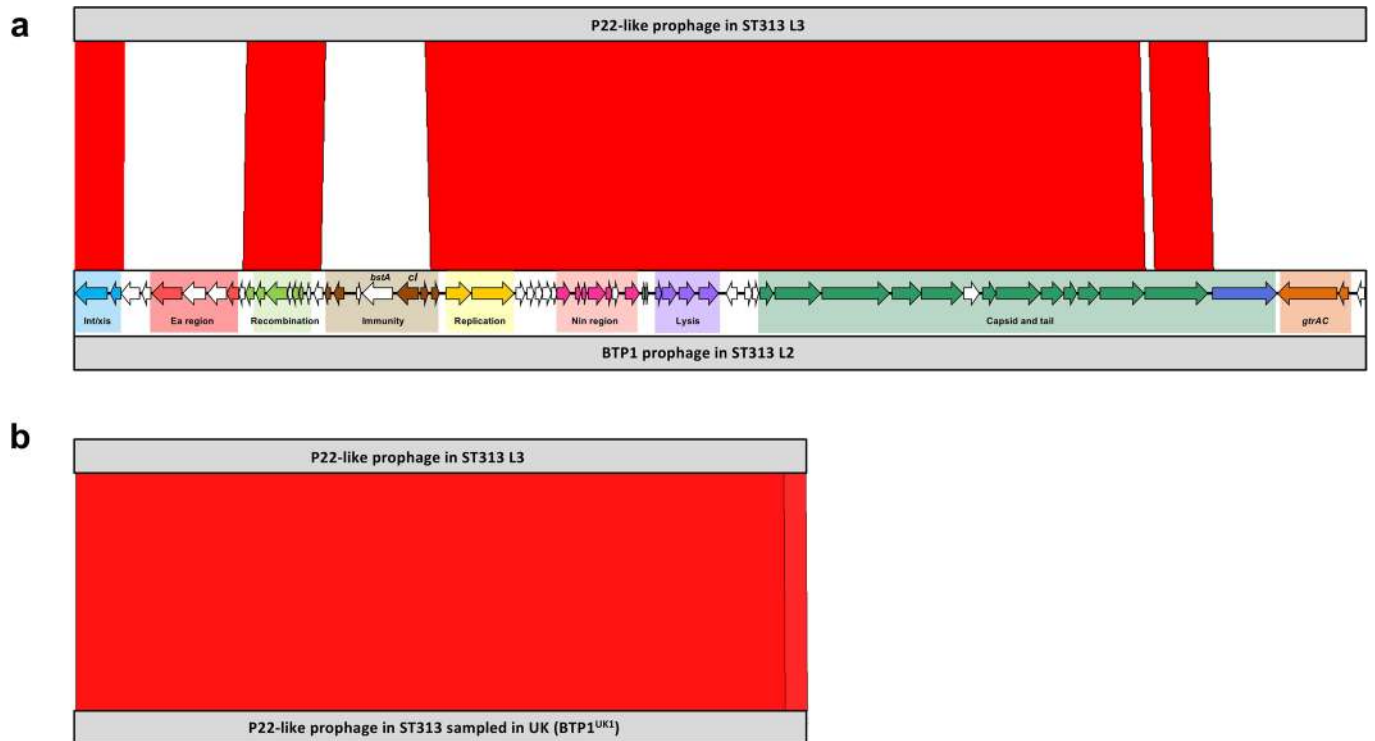 a
P22-like prophage in ST313 L3
bstA cI
Int/xis Ea region Recombination Immunity Replication Nin region Lysis Capsid and tail gtrAC
BTP1 prophage in ST313 L2
b
P22-like prophage in ST313 L3
P22-like prophage in ST313 sampled in UK (BTP1ᵁᴷ¹)